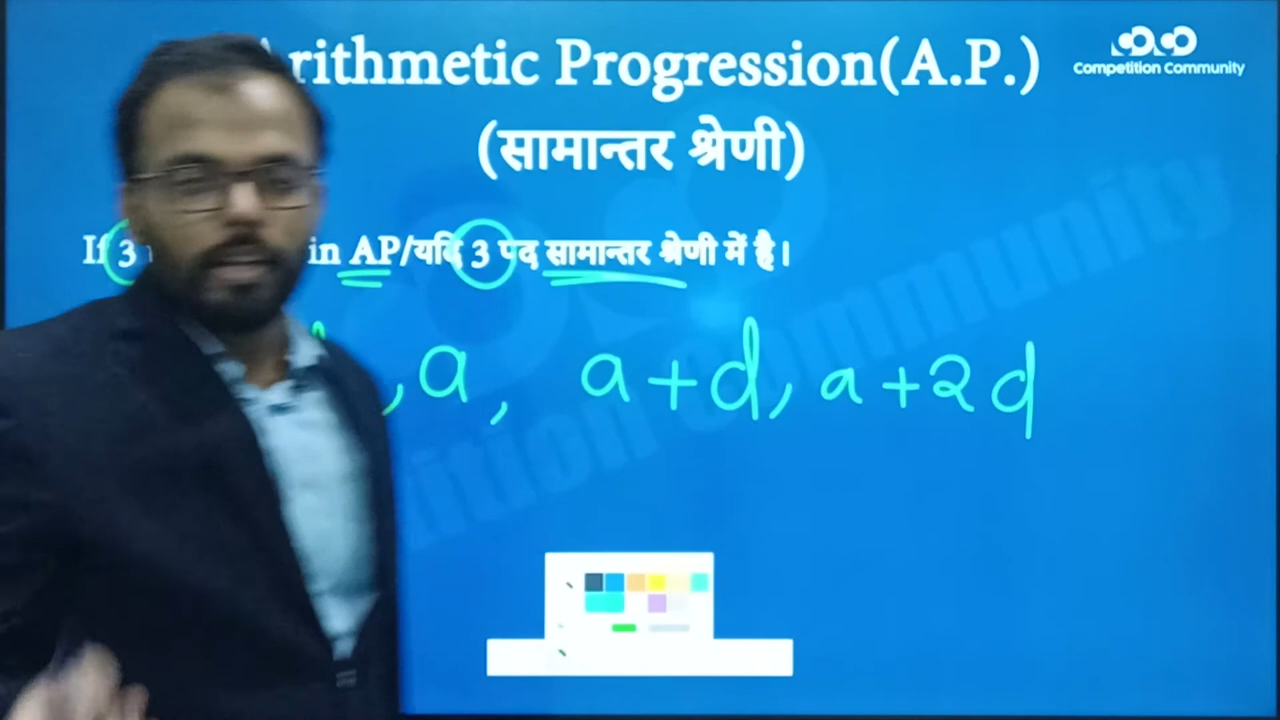 rithmetic Progression(A.P.)
Competition Community
(सामान्तर श्रेणी)
If 3 in AP/यदि 3 पद सामान्तर श्रेणी में है।
, a, a+d, a+2d